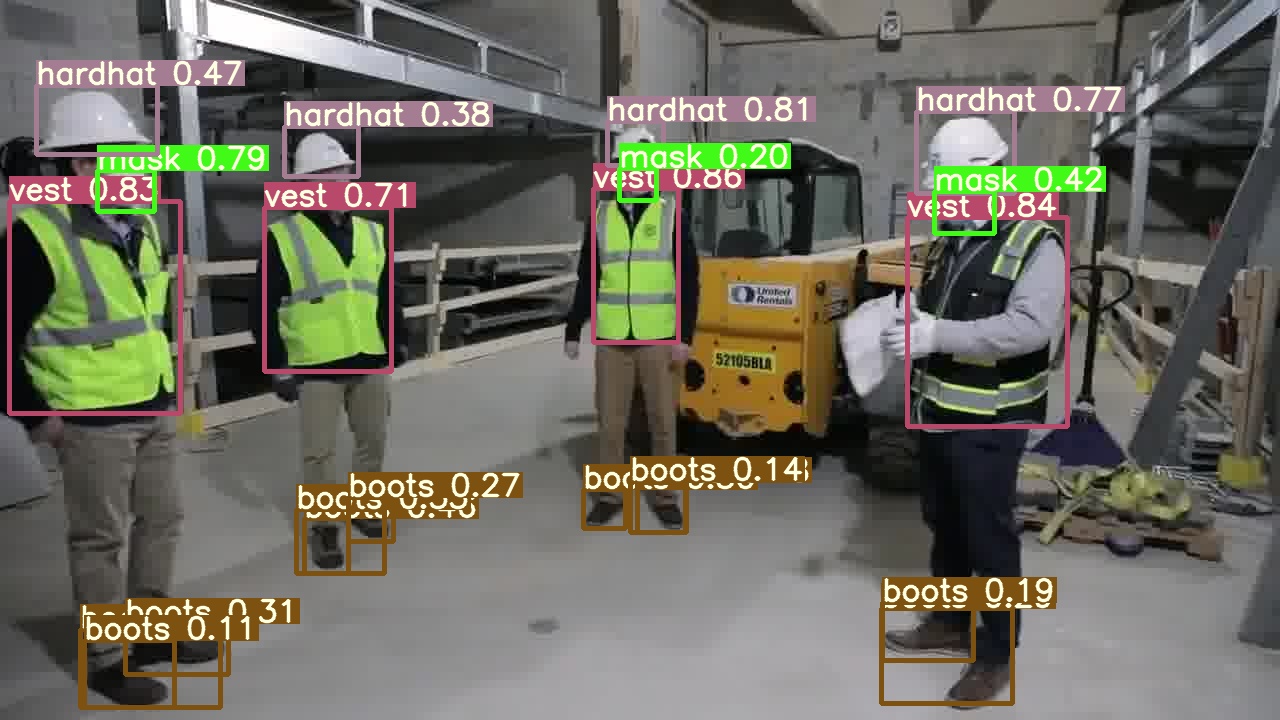 hardhat 0.47
hardhat 0.38
hardhat 0.81
hardhat 0.77
mask 0.79
mask 0.20
mask 0.42
vest 0.83
vest 0.71
vest 0.86
vest 0.84
United
Rentals
52105BLA
boots 0.27
boots 0.14
boots 0.19
boots 0.31
boots 0.11